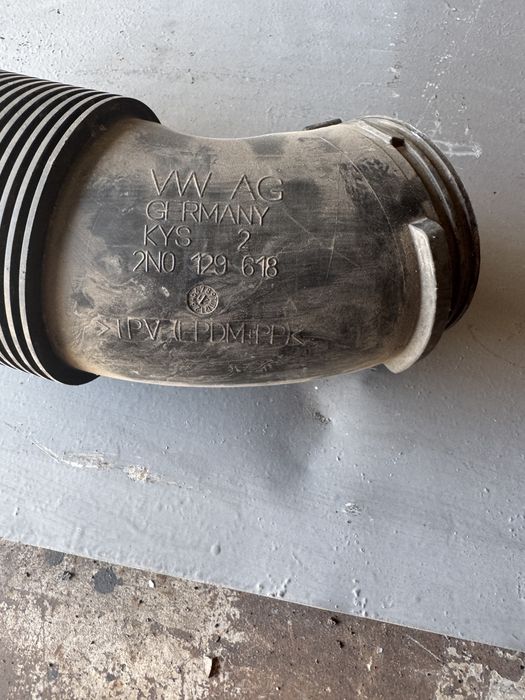 VW AG
GERMANY
KYS 2
2N0 129 618
>TPV (EPDM+PP)<